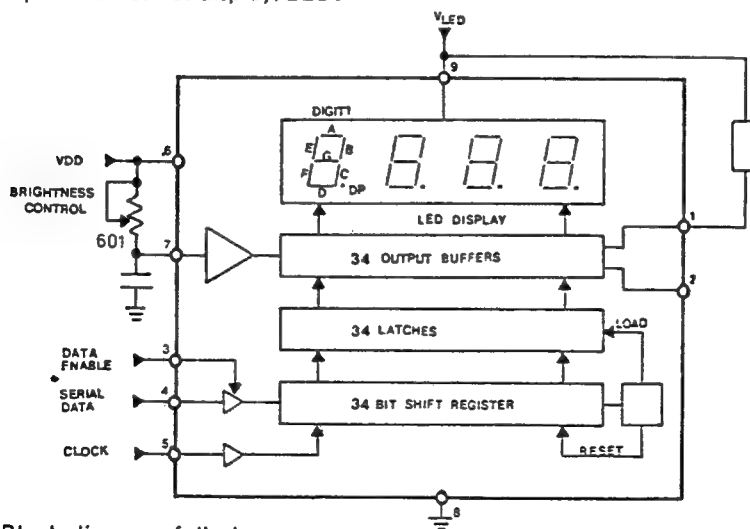 VLED
9
DIGIT1
A
E
B
G
F
C
D
DP
6
VDD
BRIGHTNESS
CONTROL
601
LED DISPLAY
7
34 OUTPUT BUFFERS
1
2
34 LATCHES
LOAD
DATA
FNABLE
3
SERIAL
DATA
4
34 BIT SHIFT REGISTER
CLOCK
5
RESET
8